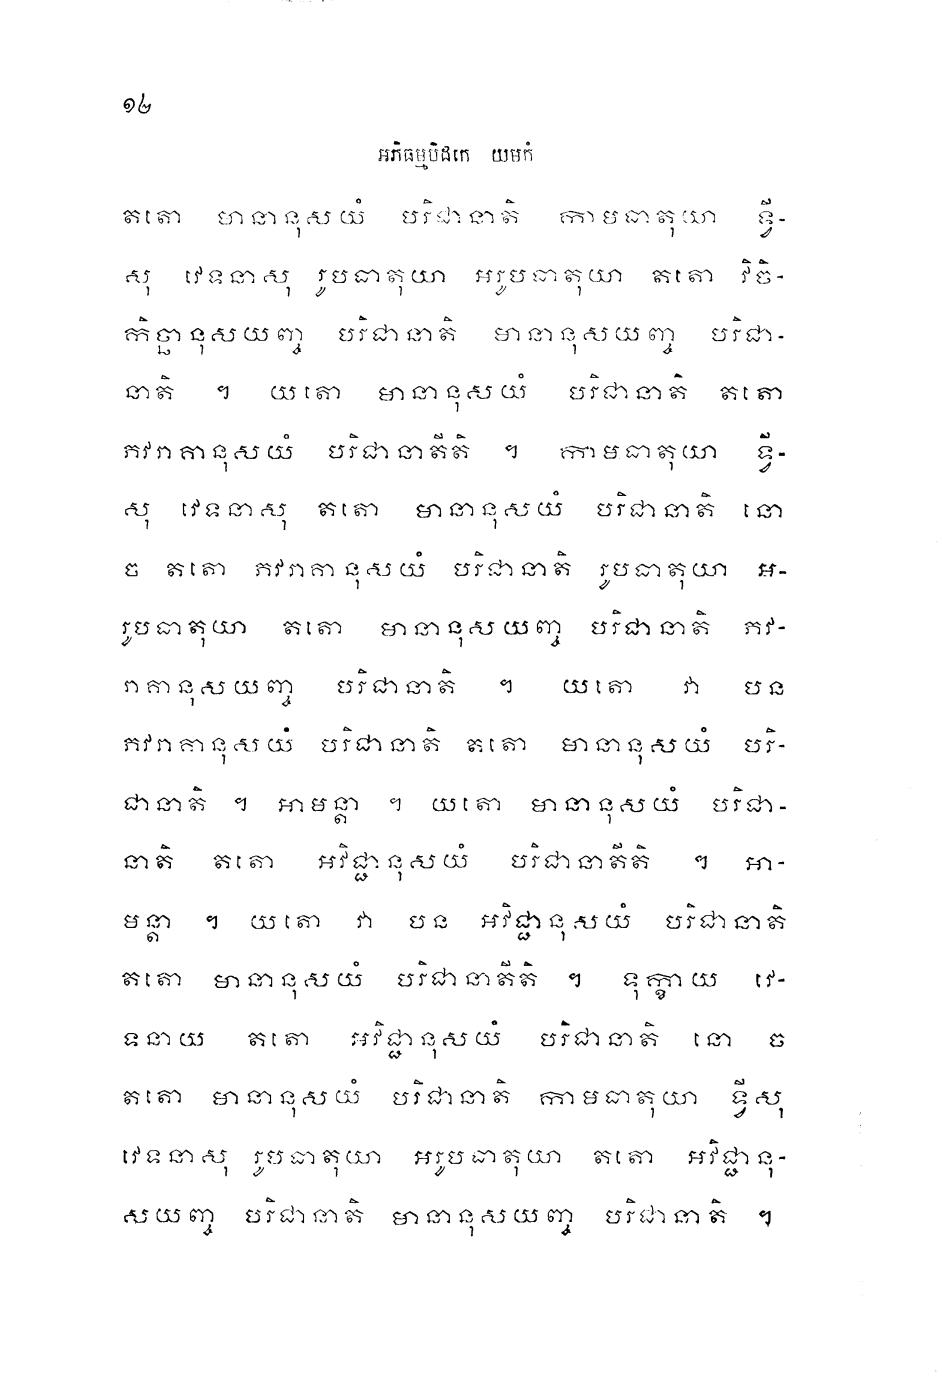 ១៤
អភិធម្មបិដកេ យមកំ
តតោ មានានុសយំ បរិជានាតិ កាមធាតុយា ទ្វី-
សុ វេទនាសុ រូបធាតុយា អរូបធាតុយា តតោ វិចិ-
កិច្ឆានុសយញ្ច បរិជានាតិ មានានុសយញ្ច បរិជា-
នាតិ ។ យតោ មានានុសយំ បរិជានាតិ តតោ
ភវរាគានុសយំ បរិជានាតីតិ ។ កាមធាតុយា ទ្វី-
សុ វេទនាសុ តតោ មានានុសយំ បរិជានាតិ នោ
ច តតោ ភវរាគានុសយំ បរិជានាតិ រូបធាតុយា អ-
រូបធាតុយា តតោ មានានុសយញ្ច បរិជានាតិ ភវ-
រាគានុសយញ្ច បរិជានាតិ ។ យតោ វា បន
ភវរាគានុសយំ បរិជានាតិ តតោ មានានុសយំ បរិ-
ជានាតិ ។ អាមន្តា ។ យតោ មានានុសយំ បរិជា-
នាតិ តតោ អវិជ្ជានុសយំ បរិជានាតីតិ ។ អា-
មន្តា ។ យតោ វា បន អវិជ្ជានុសយំ បរិជានាតិ
តតោ មានានុសយំ បរិជានាតីតិ ។ ទុក្ខាយ វេ-
ទនាយ តតោ អវិជ្ជានុសយំ បរិជានាតិ នោ ច
តតោ មានានុសយំ បរិជានាតិ កាមធាតុយា ទ្វីសុ
វេទនាសុ រូបធាតុយា អរូបធាតុយា តតោ អវិជ្ជានុ-
សយញ្ច បរិជានាតិ មានានុសយញ្ច បរិជានាតិ ។